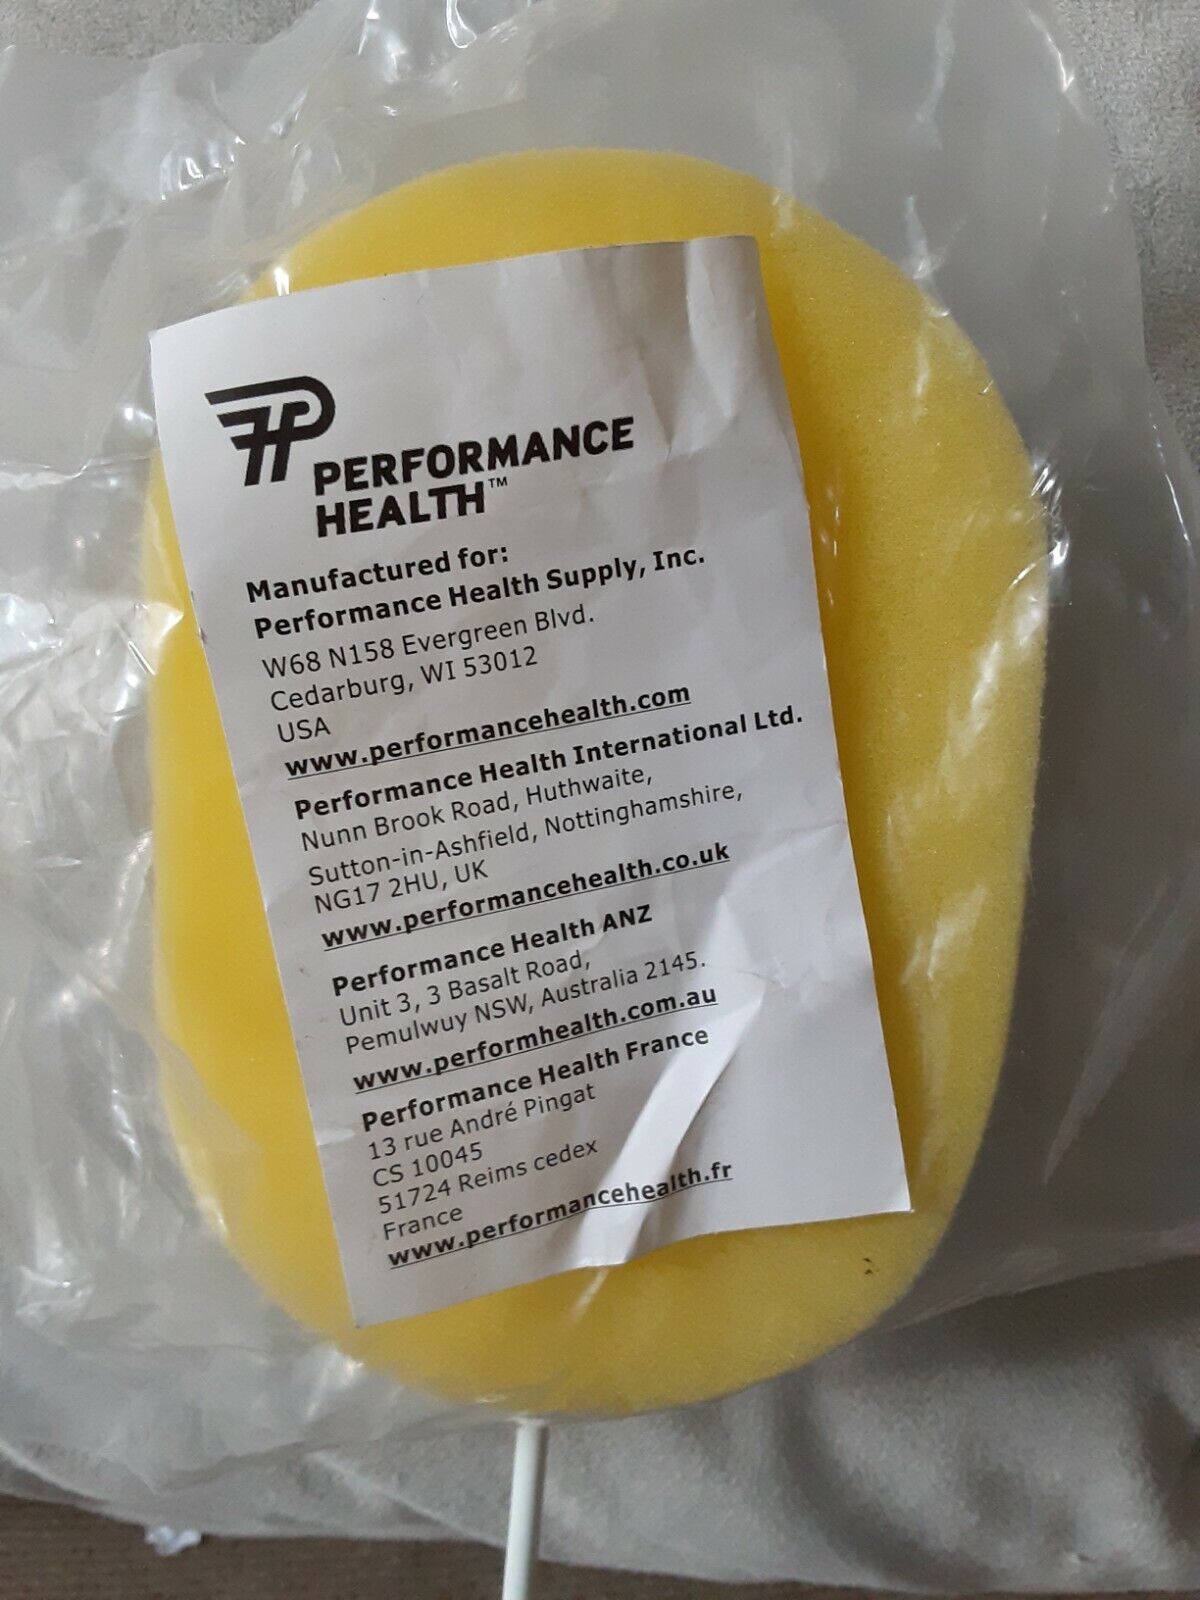 PERFORMANCE
HEALTH™
Manufactured for:
Performance Health Supply, Inc.
W68 N158 Evergreen Blvd.
Cedarburg, WI 53012
USA
www.performancehealth.com
Performance Health International Ltd.
Nunn Brook Road, Huthwaite,
Sutton-in-Ashfield, Nottinghamshire,
NG17 2HU, UK
www.performancehealth.co.uk
Performance Health ANZ
Unit 3, 3 Basalt Road,
Pemulwuy NSW, Australia 2145.
www.performhealth.com.au
Performance Health France
13 rue André Pingat
CS 10045
51724 Reims cedex
France
www.performancehealth.fr